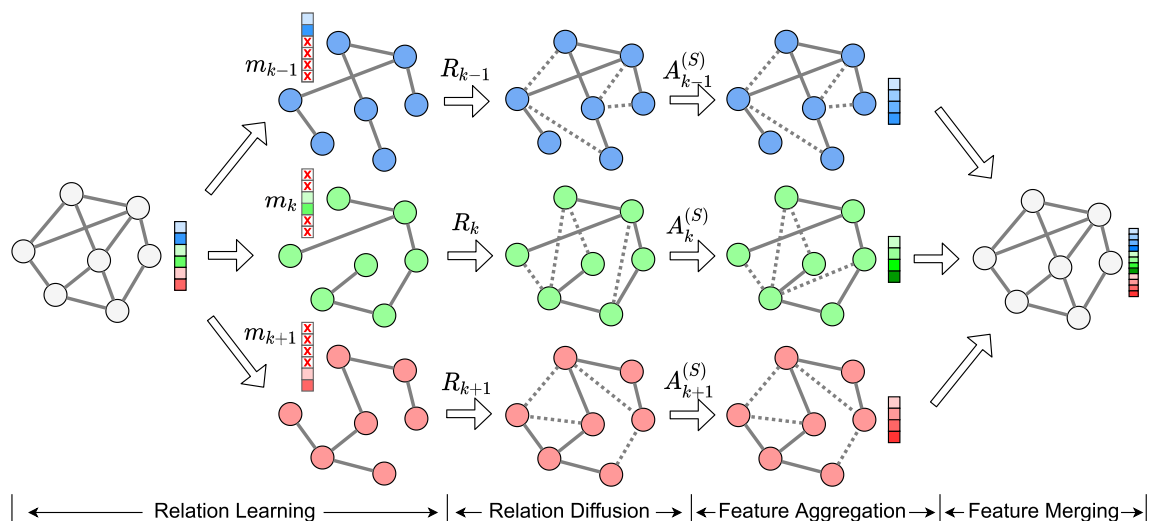 m_{k-1}
x
x
x
x
R_{k-1}
A_{k-1}^{(S)}
x
x
m_k
x
x
R_k
A_k^{(S)}
m_{k+1}
x
x
x
x
R_{k+1}
A_{k+1}^{(S)}
Relation Learning
Relation Diffusion
Feature Aggregation
Feature Merging